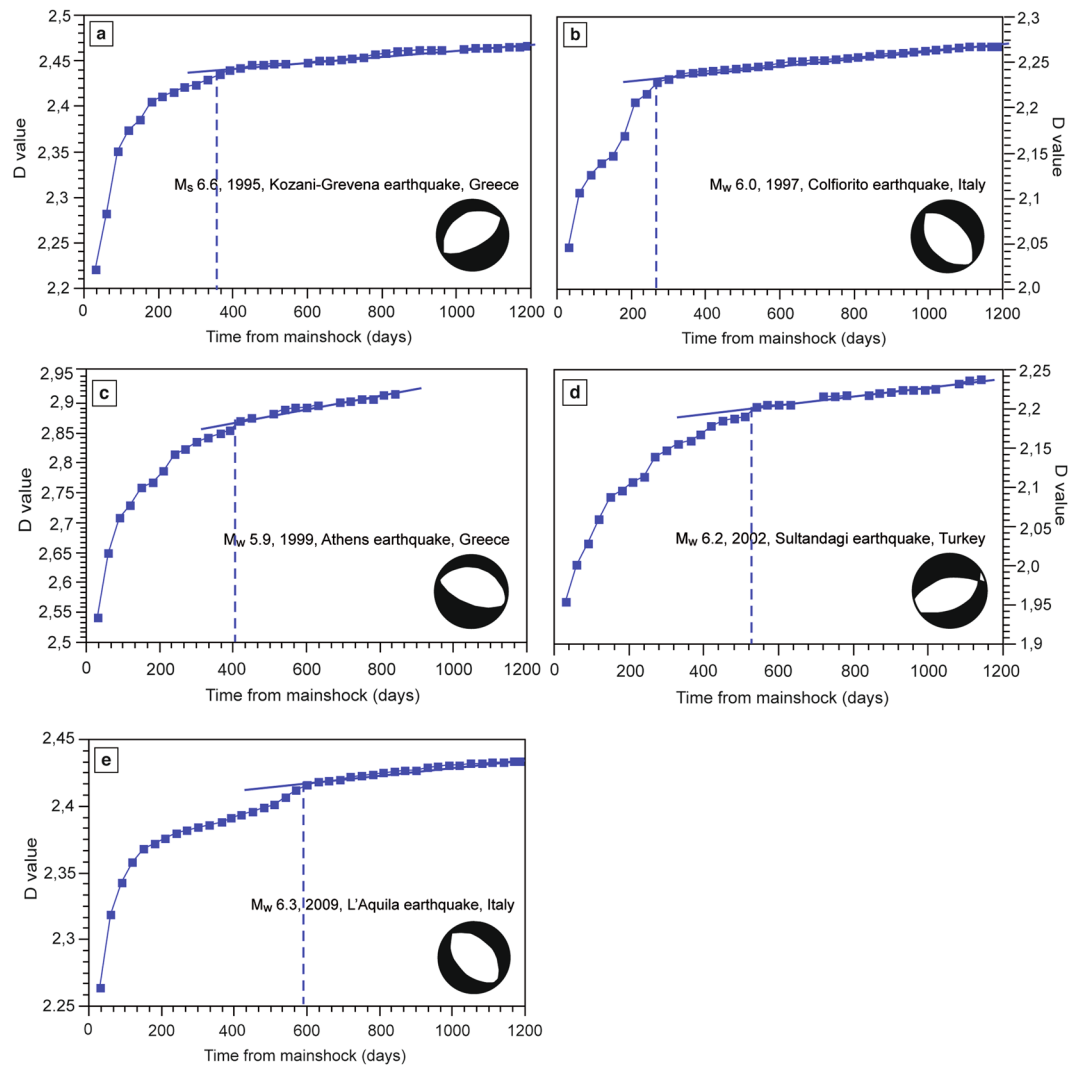 a
2,5
2,45
2,4
2,35
2,3
2,25
2,2
D value
MS 6.6, 1995, Kozani-Grevena earthquake, Greece
0 200 400 600 800 1000 1200
Time from mainshock (days)
b
2,3
2,25
2,2
2,15
2,1
2,05
2,0
D value
Mw 6.0, 1997, Colfiorito earthquake, Italy
0 200 400 600 800 1000 1200
Time from mainshock (days)
c
2,95
2,9
2,85
2,8
2,75
2,7
2,65
2,6
2,55
2,5
D value
Mw 5.9, 1999, Athens earthquake, Greece
0 200 400 600 800 1000 1200
Time from mainshock (days)
d
2,25
2,2
2,15
2,1
2,05
2,0
1,95
1,9
D value
Mw 6.2, 2002, Sultandagi earthquake, Turkey
0 200 400 600 800 1000 1200
Time from mainshock (days)
e
2,45
2,4
2,35
2,3
2.25
D value
Mw 6.3, 2009, L'Aquila earthquake, Italy
0 200 400 600 800 1000 1200
Time from mainshock (days)